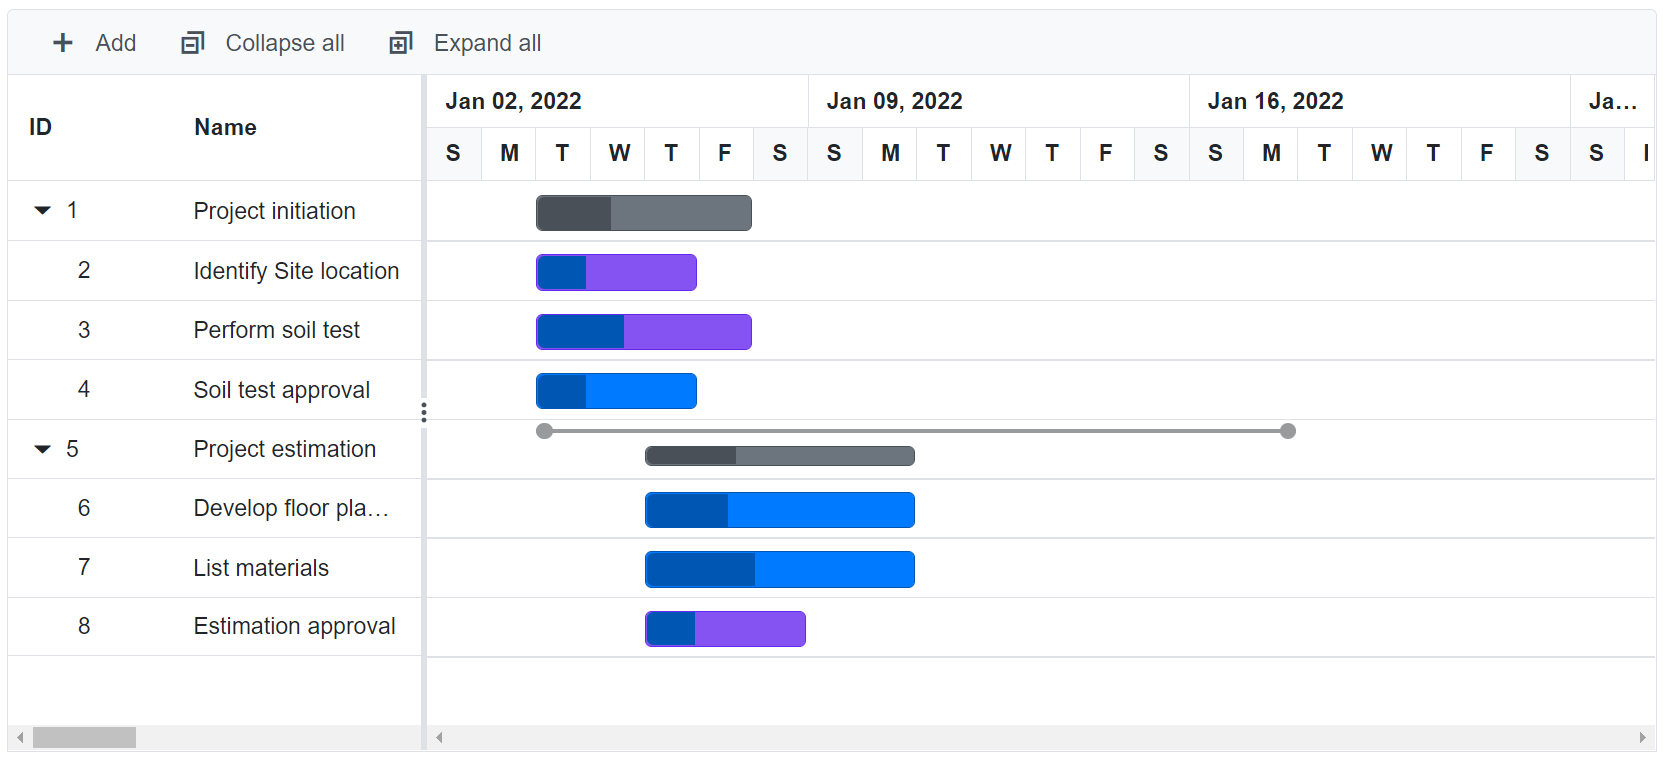 Add Collapse all Expand all
ID Name
Jan 02, 2022 Jan 09, 2022 Jan 16, 2022 Ja...
S M T W T F S S M T W T F S S M T W T F S S
1 Project initiation
2 Identify Site location
3 Perform soil test
4 Soil test approval
5 Project estimation
6 Develop floor pla...
7 List materials
8 Estimation approval